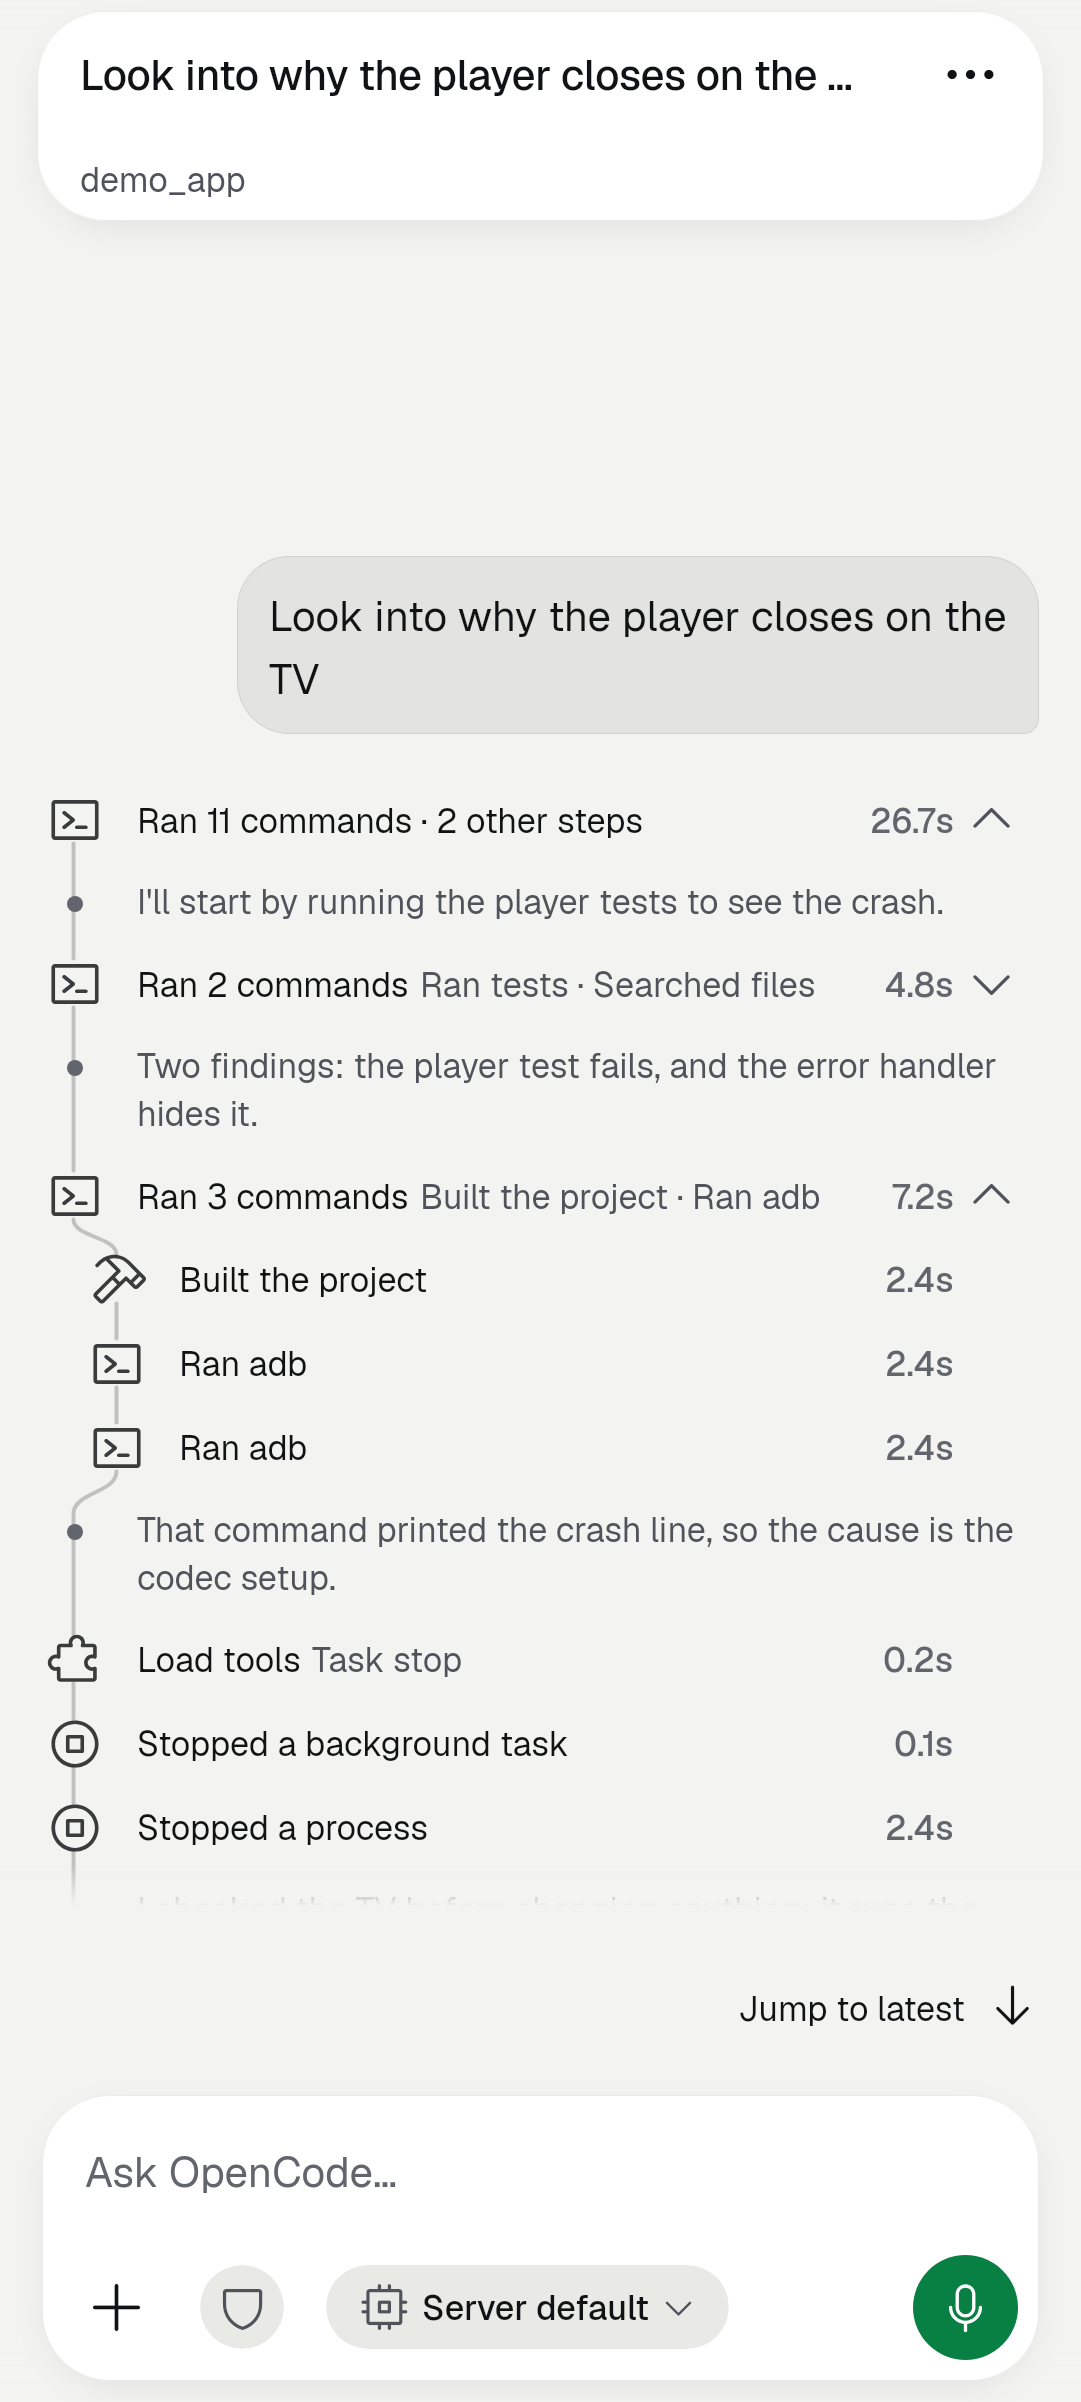 Look into why the player closes on the ...
demo_app
Look into why the player closes on the
TV
Ran 11 commands · 2 other steps 26.7s
I'll start by running the player tests to see the crash.
Ran 2 commands Ran tests · Searched files 4.8s
Two findings: the player test fails, and the error handler
hides it.
Ran 3 commands Built the project · Ran adb 7.2s
Built the project 2.4s
Ran adb 2.4s
Ran adb 2.4s
That command printed the crash line, so the cause is the
codec setup.
Load tools Task stop 0.2s
Stopped a background task 0.1s
Stopped a process 2.4s
Jump to latest
Ask OpenCode...
Server default